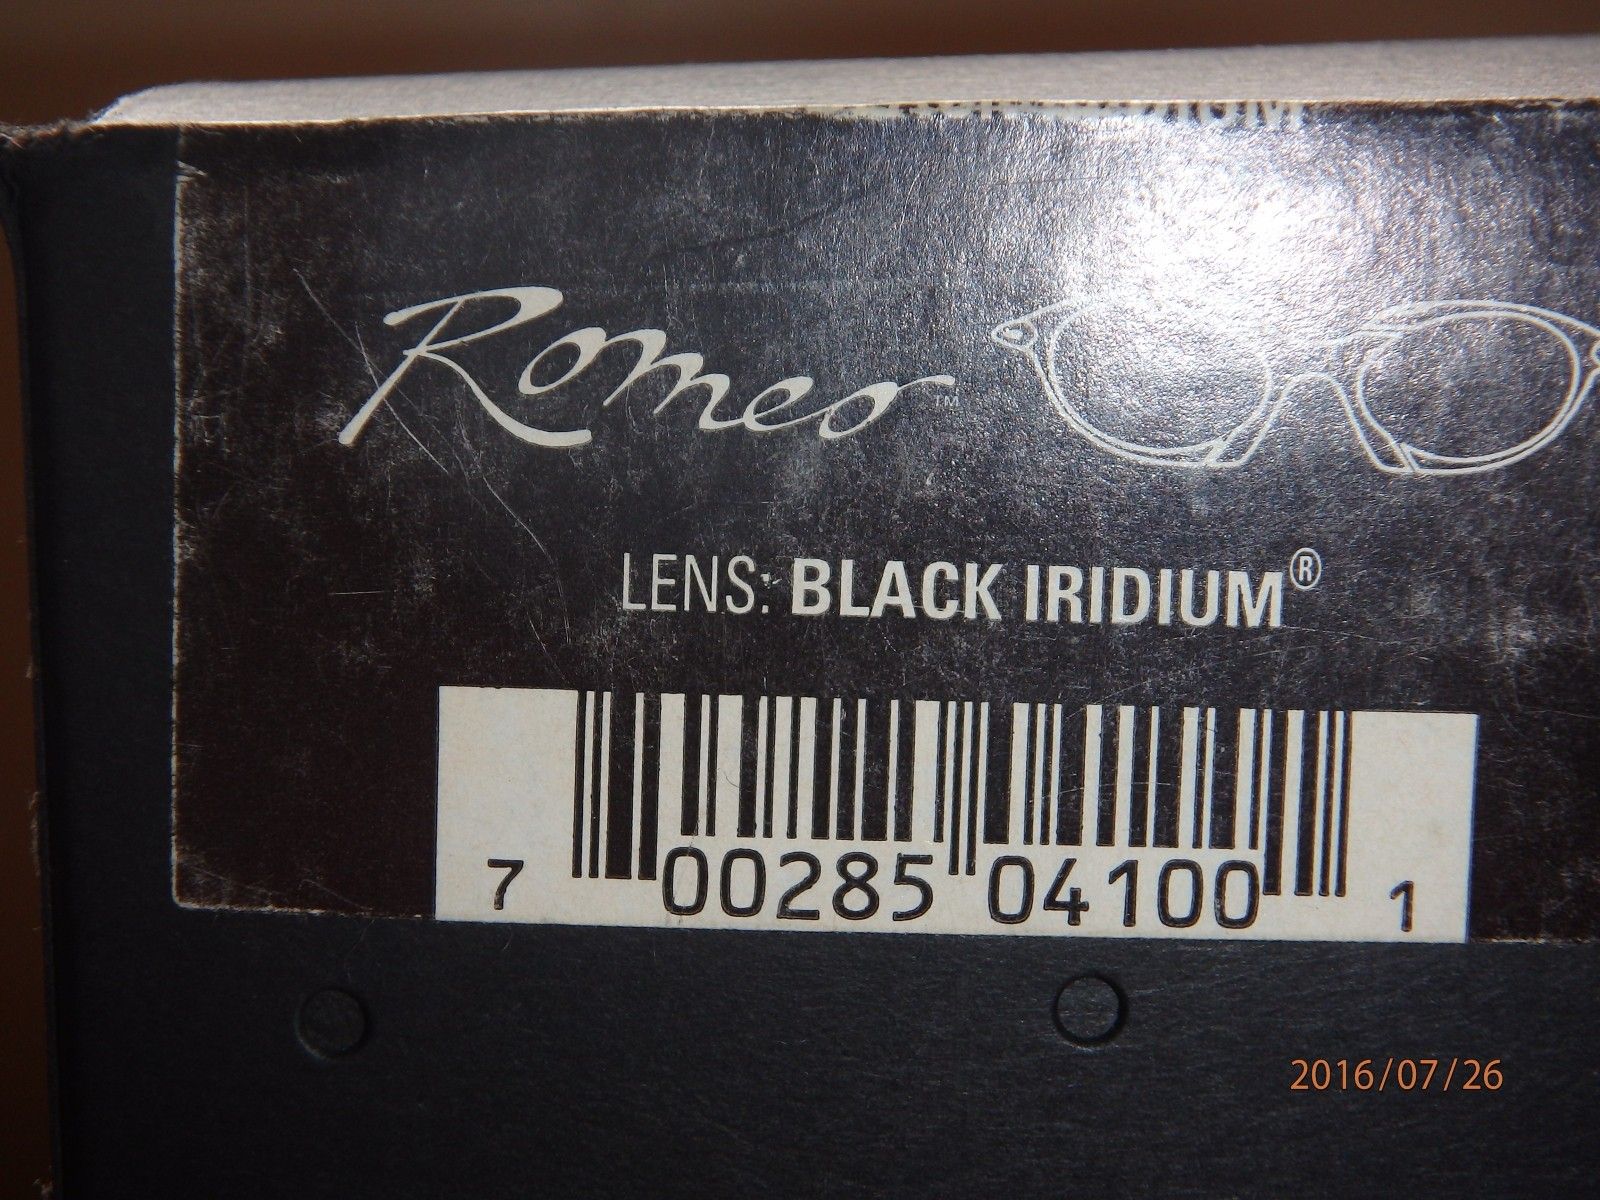 Romeo™
LENS: BLACK IRIDIUM®
7 00285 04100 1
2016/07/26